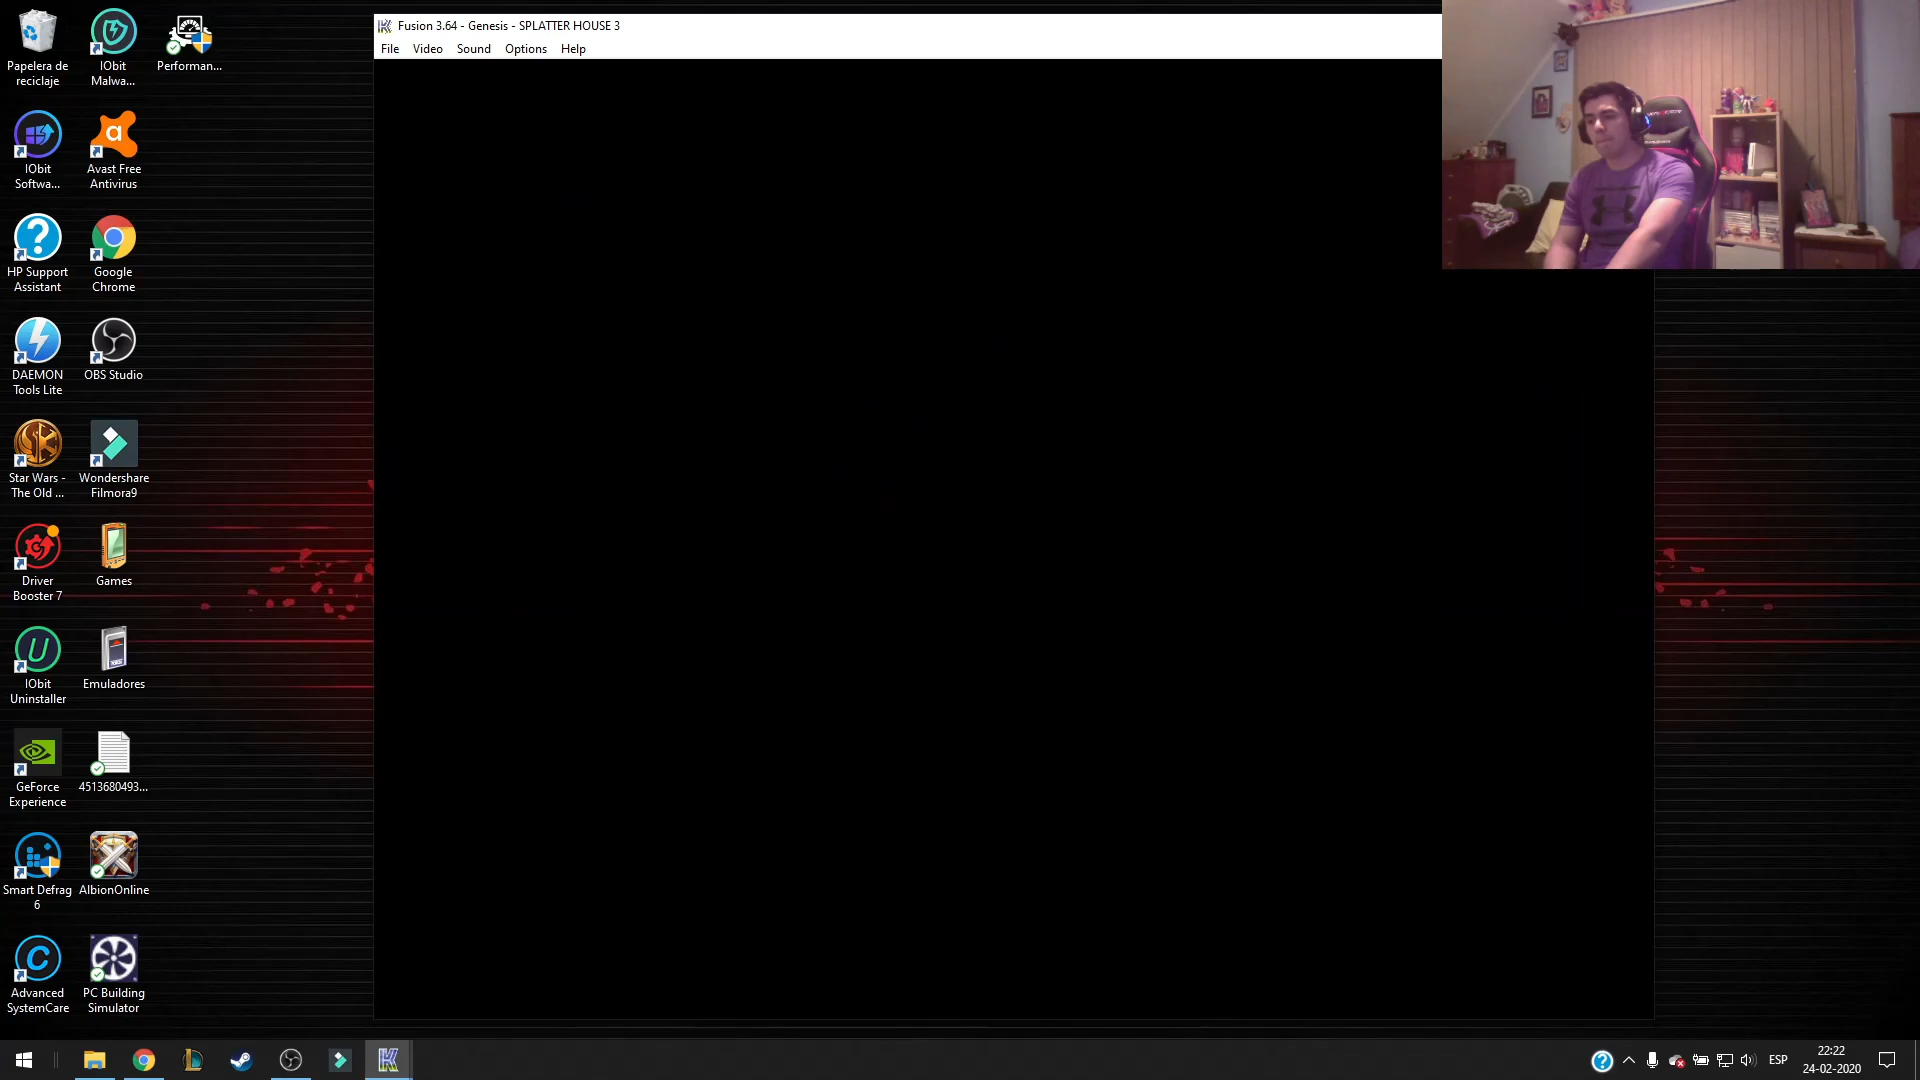 Fusion 3.64 - Genesis - SPLATTER HOUSE 3
File Video Sound Options Help
Papelera de
reciclaje
IObit
Malwa...
Performan...
IObit
Softwa...
Avast Free
Antivirus
HP Support
Assistant
Google
Chrome
DAEMON
Tools Lite
OBS Studio
Star Wars -
The Old ...
Wondershare
Filmora9
Driver
Booster 7
Games
IObit
Uninstaller
Emuladores
GeForce
Experience
4513680493...
Smart Defrag
6
AlbionOnline
Advanced
SystemCare
PC Building
Simulator
ESP
22:22
24-02-2020